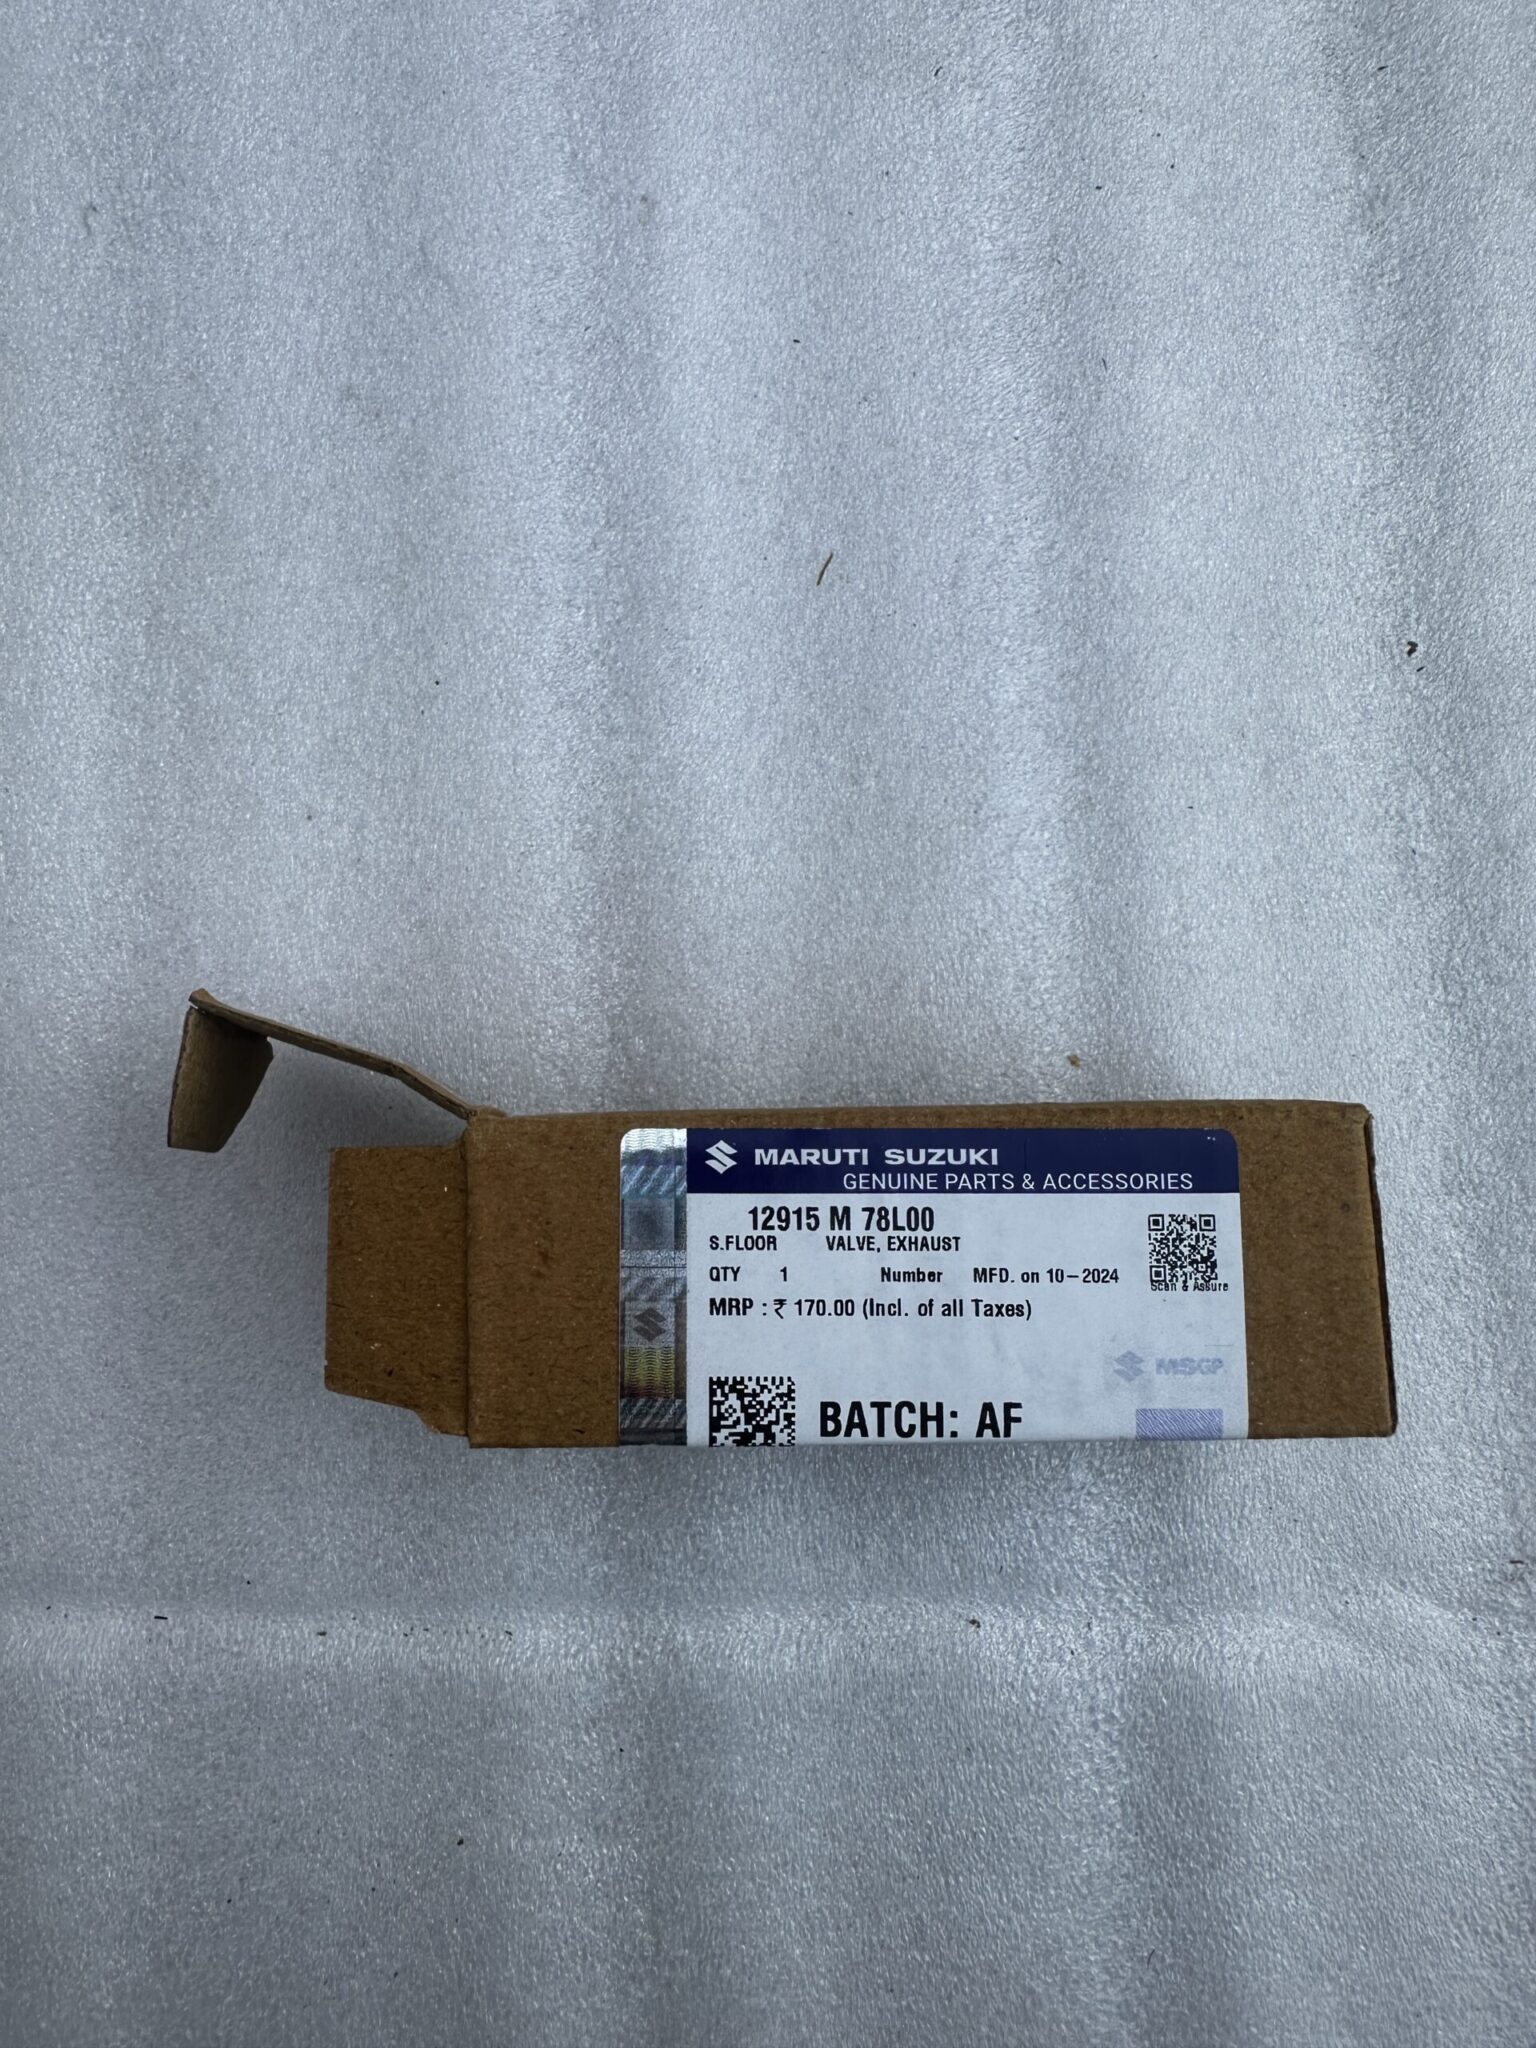 MARUTI SUZUKI
GENUINE PARTS & ACCESSORIES
12915 M 78L00
S.FLOOR VALVE, EXHAUST
QTY 1 Number MFD. on 10-2024
Scan & Assure
MRP : ₹ 170.00 (Incl. of all Taxes)
MSGP
BATCH: AF